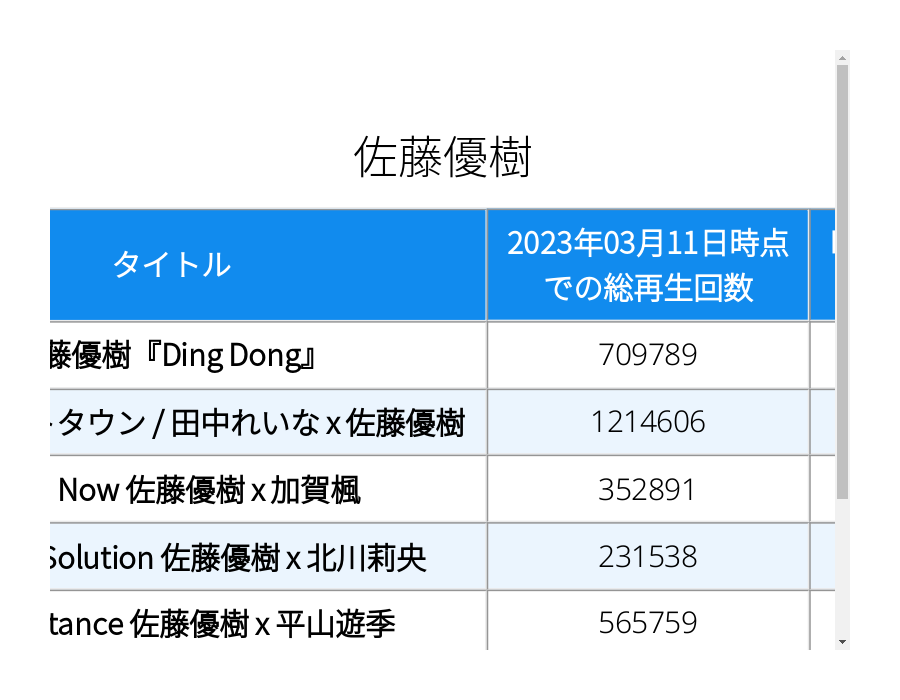 佐藤優樹
タイトル
2023年03月11日時点
での総再生回数
藤優樹『Ding Dong』 709789
タウン / 田中れいな x 佐藤優樹 1214606
Now 佐藤優樹 x 加賀楓 352891
Solution 佐藤優樹 x 北川莉央 231538
tance 佐藤優樹 x 平山遊季 565759